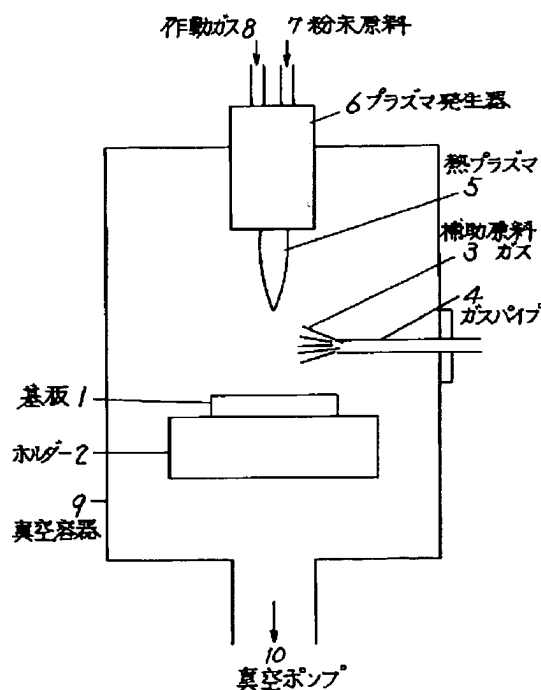 作動ガス8 7粉末原料
6プラズマ発生器
熱プラズマ
5
補助原料
3 ガス
4
ガスパイプ
基板1
ホルダー2
9
真空容器
10
真空ポンプ